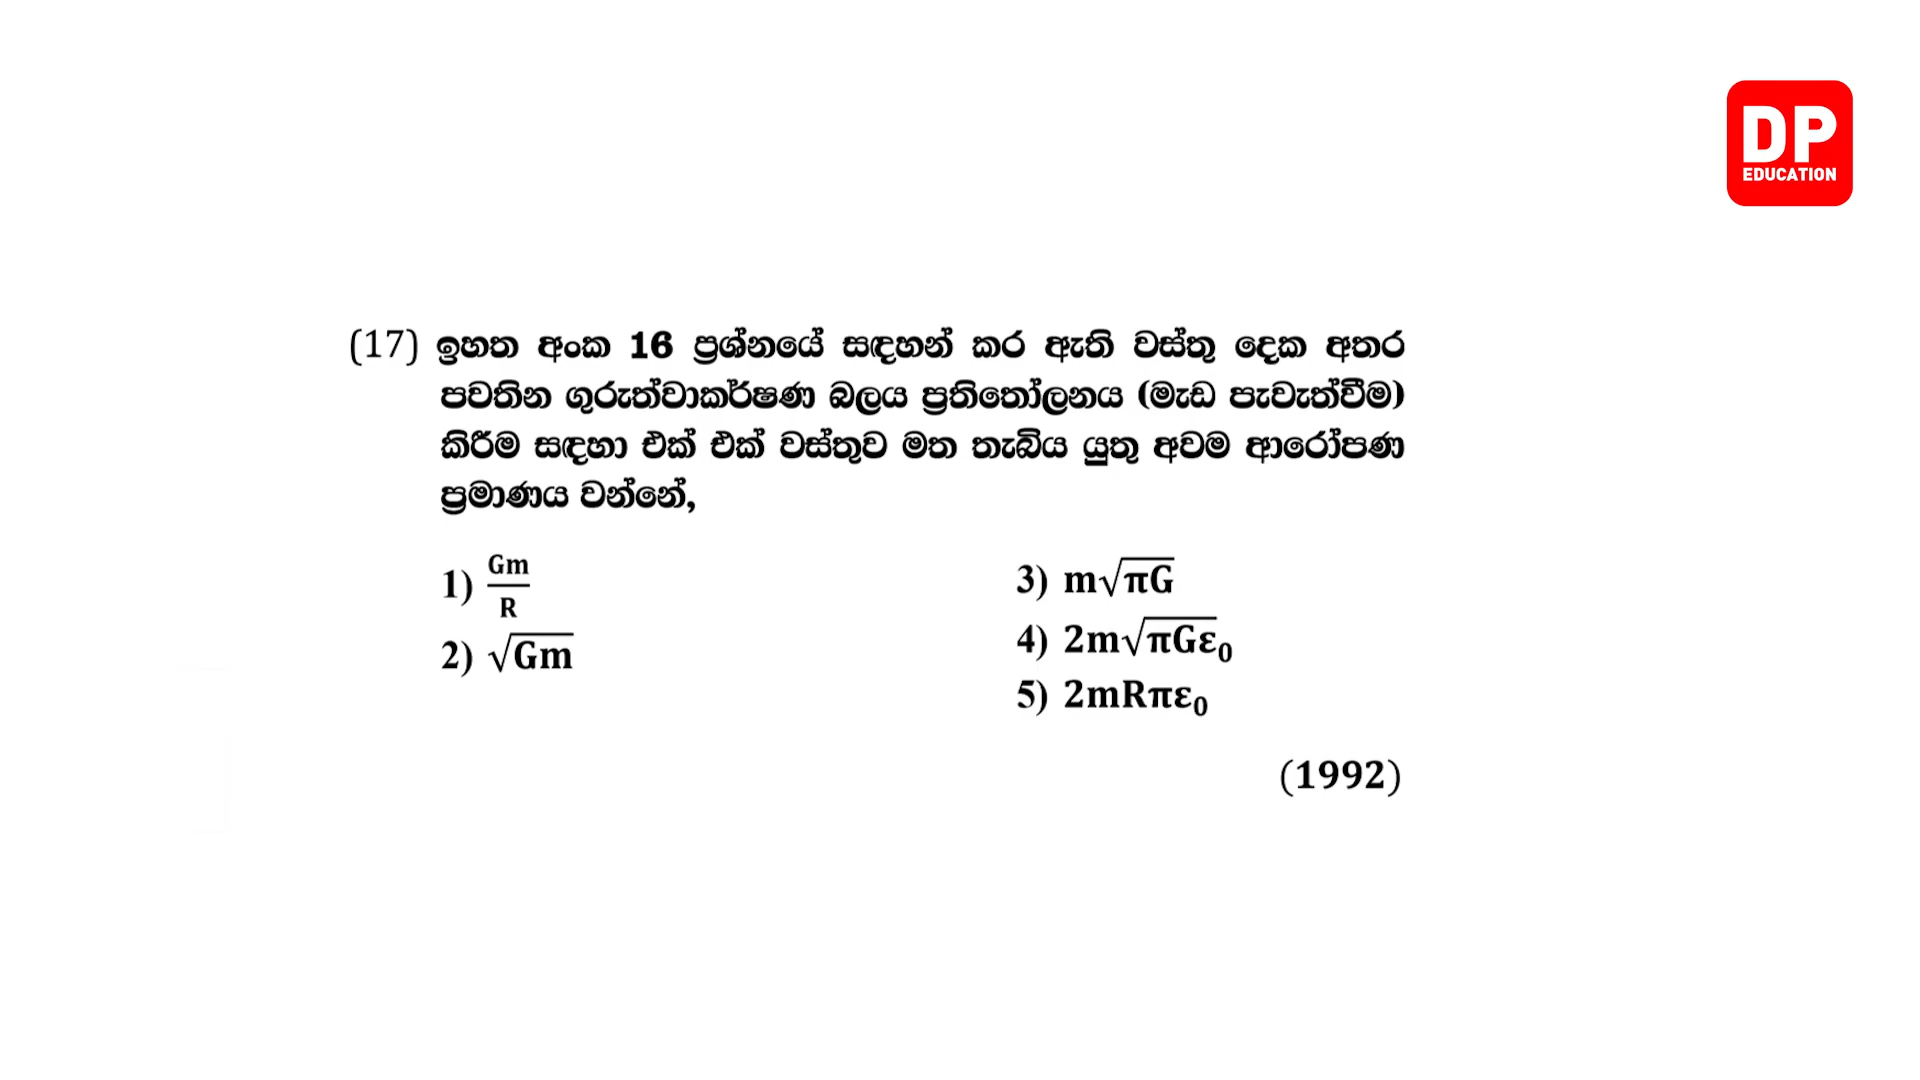 DP
EDUCATION
(17) ඉහත අංක 16 ප්‍රශ්නයේ සඳහන් කර ඇති වස්තු දෙක අතර
පවතින ගුරුත්වාකර්ෂණ බලය ප්‍රතිතෝලනය (මැඩ පැවැත්වීම)
කිරීම සඳහා එක් එක් වස්තුව මත තැබිය යුතු අවම ආරෝපණ
ප්‍රමාණය වන්නේ,
1) Gm/R
2) √Gm
3) m√πG
4) 2m√πGε₀
5) 2mRπε₀
(1992)